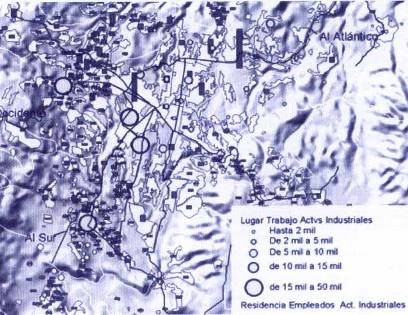 Al Atlántico
Al Sur
Lugar Trabajo Actvs Industriales
Hasta 2 mil
De 2 mil a 5 mil
De 5 mil a 10 mil
de 10 mil a 15 mil
de 15 mil a 50 mil
Residencia Empleados Act. Industriales